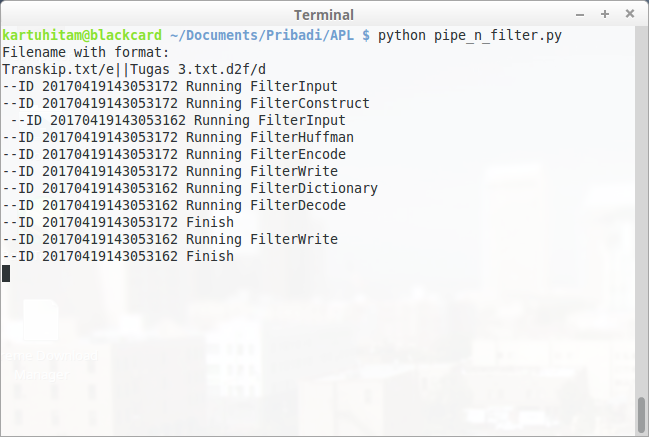 Terminal
kartuhitam@blackcard ~/Documents/Pribadi/APL $ python pipe_n_filter.py
Filename with format:
Transkip.txt/e||Tugas 3.txt.d2f/d
--ID 20170419143053172 Running FilterInput
--ID 20170419143053172 Running FilterConstruct
 --ID 20170419143053162 Running FilterInput
--ID 20170419143053172 Running FilterHuffman
--ID 20170419143053172 Running FilterEncode
--ID 20170419143053172 Running FilterWrite
--ID 20170419143053162 Running FilterDictionary
--ID 20170419143053162 Running FilterDecode
--ID 20170419143053172 Finish
--ID 20170419143053162 Running FilterWrite
--ID 20170419143053162 Finish